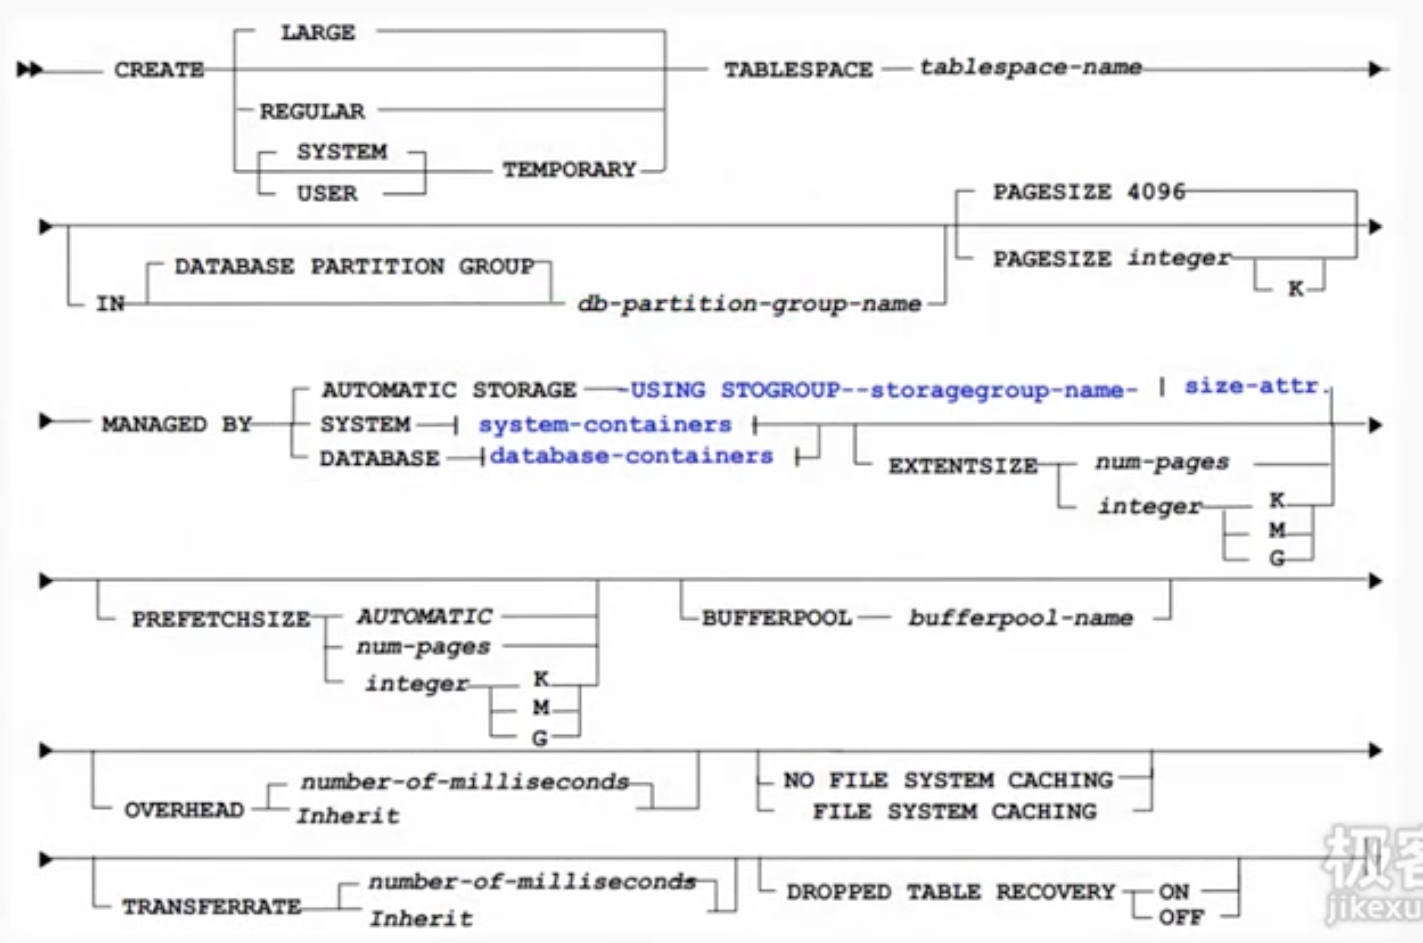 LARGE
CREATE TABLESPACE tablespace-name
REGULAR
SYSTEM
TEMPORARY
USER
PAGESIZE 4096
DATABASE PARTITION GROUP
PAGESIZE integer
K
IN db-partition-group-name
AUTOMATIC STORAGE -USING STOGROUP--storagegroup-name- | size-attr.
MANAGED BY SYSTEM | system-containers |
DATABASE |database-containers |
EXTENTSIZE num-pages
integer K
M
G
PREFETCHSIZE AUTOMATIC BUFFERPOOL bufferpool-name
num-pages
integer K
M
G
number-of-milliseconds NO FILE SYSTEM CACHING
OVERHEAD Inherit FILE SYSTEM CACHING
number-of-milliseconds DROPPED TABLE RECOVERY ON
TRANSFERRATE Inherit OFF
极客
jikexu